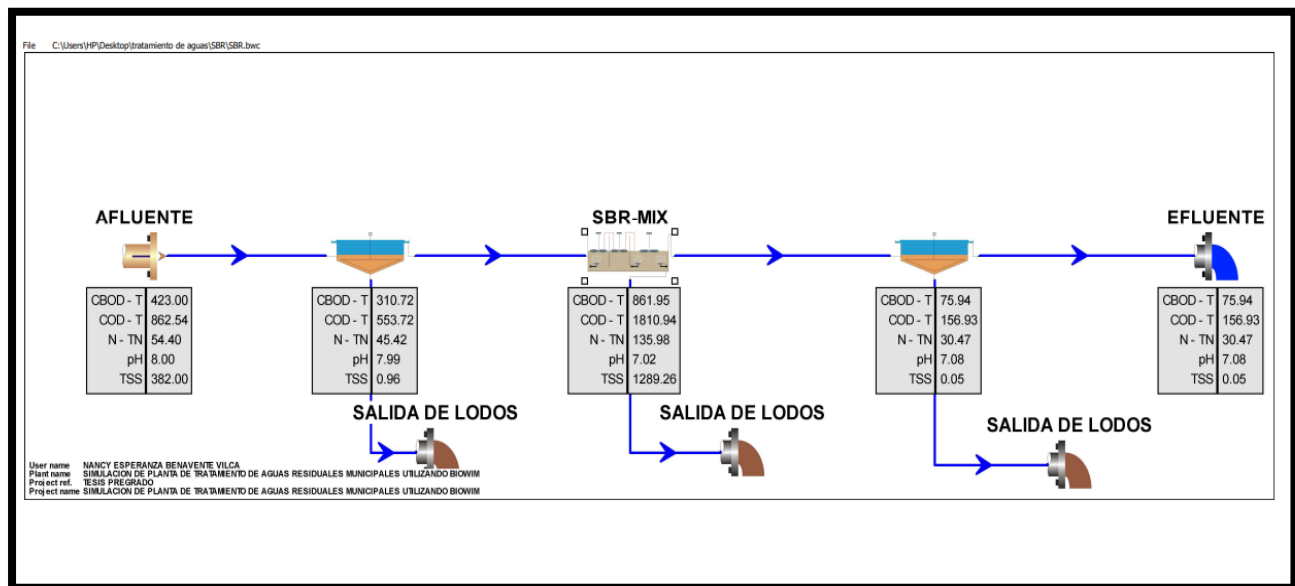 File C:\Users\HP\Desktop\tratamiento de aguas\SBR\SBR.bwc
AFLUENTE
SBR-MIX
EFLUENTE
CBOD - T 423.00
COD - T 862.54
N - TN 54.40
pH 8.00
TSS 382.00
CBOD - T 310.72
COD - T 553.72
N - TN 45.42
pH 7.99
TSS 0.96
CBOD - T 861.95
COD - T 1810.94
N - TN 135.98
pH 7.02
TSS 1289.26
CBOD - T 75.94
COD - T 156.93
N - TN 30.47
pH 7.08
TSS 0.05
CBOD - T 75.94
COD - T 156.93
N - TN 30.47
pH 7.08
TSS 0.05
SALIDA DE LODOS
SALIDA DE LODOS
SALIDA DE LODOS
User name NANCY ESPERANZA BENAVENTE VILCA
Plant name SIMULACION DE PLANTA DE TRATAMIENTO DE AGUAS RESIDUALES MUNICIPALES UTILIZANDO BIOWIM
Project ref. TESIS PREGRADO
Project name SIMULACION DE PLANTA DE TRATAMIENTO DE AGUAS RESIDUALES MUNICIPALES UTILIZANDO BIOWIM